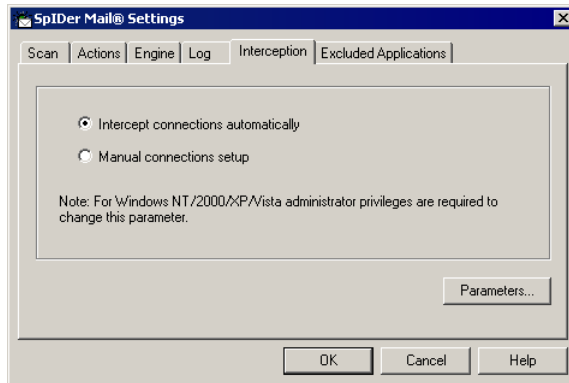 SpIDer Mail® Settings
Scan Actions Engine Log Interception Excluded Applications
Intercept connections automatically
Manual connections setup
Note: For Windows NT/2000/XP/Vista administrator privileges are required to
change this parameter.
Parameters...
OK Cancel Help